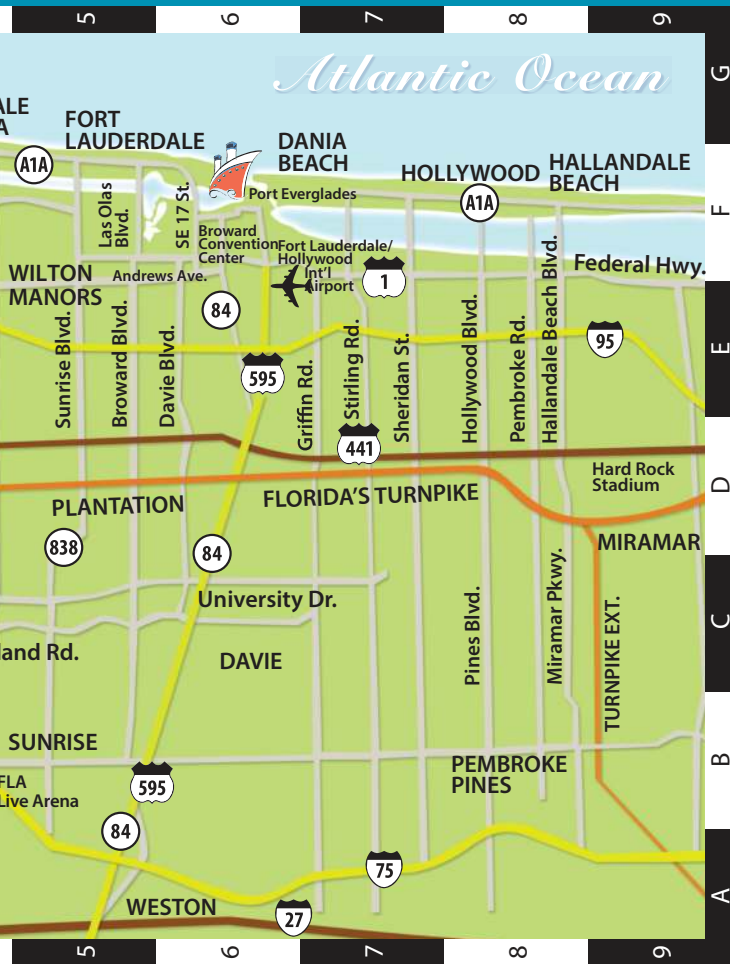 5 6 7 8 9
Atlantic Ocean
G
ALE
A
FORT
LAUDERDALE
DANIA
BEACH
HOLLYWOOD
HALLANDALE
BEACH
A1A
A1A
Port Everglades
F
Las Olas
Blvd.
SE 17 St.
Broward
Convention
Center
Fort Lauderdale/
Hollywood
Int'l
Airport
1
Federal Hwy.
WILTON
MANORS
Andrews Ave.
84
95
E
Sunrise Blvd.
Broward Blvd.
Davie Blvd.
595
Griffin Rd.
Stirling Rd.
Sheridan St.
Hollywood Blvd.
Pembroke Rd.
Hallandale Beach Blvd.
441
Hard Rock
Stadium
D
PLANTATION
FLORIDA'S TURNPIKE
838
84
MIRAMAR
University Dr.
C
land Rd.
DAVIE
Pines Blvd.
Miramar Pkwy.
TURNPIKE EXT.
SUNRISE
B
FLA
Live Arena
595
PEMBROKE
PINES
84
75
A
WESTON
27
5 6 7 8 9